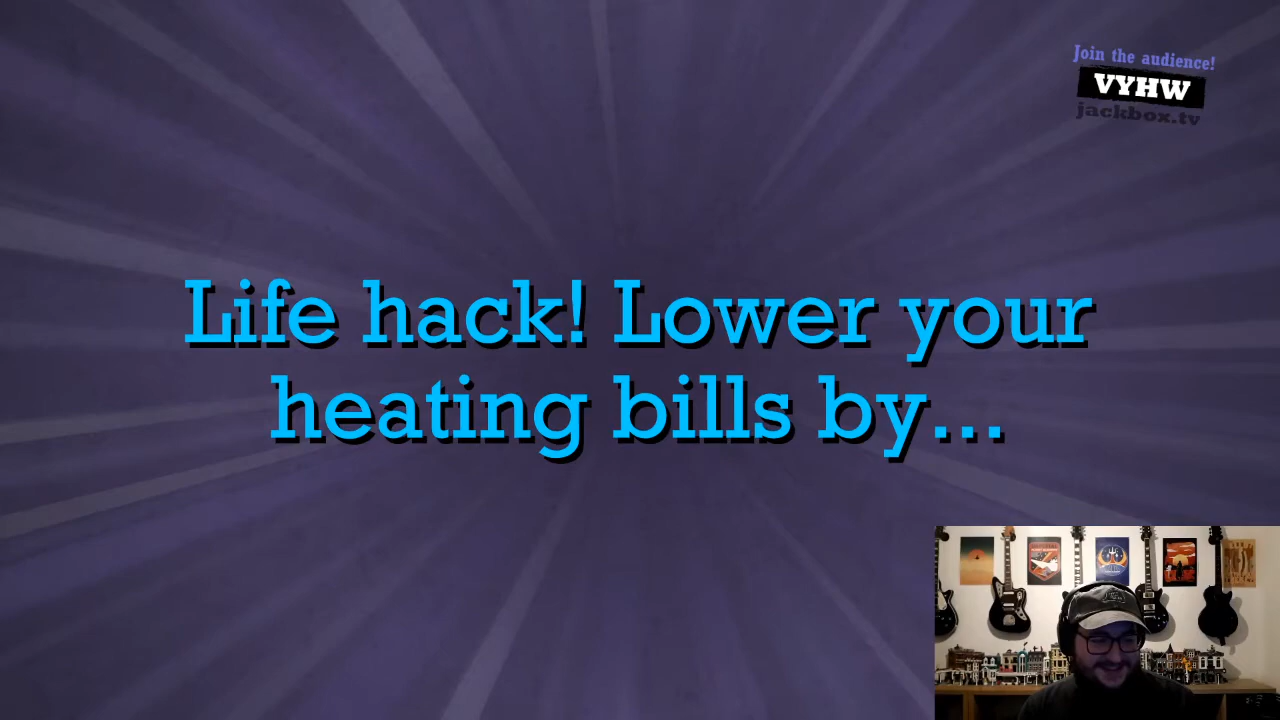 Join the audience!
VYHW
jackbox.tv
Life hack! Lower your
heating bills by...